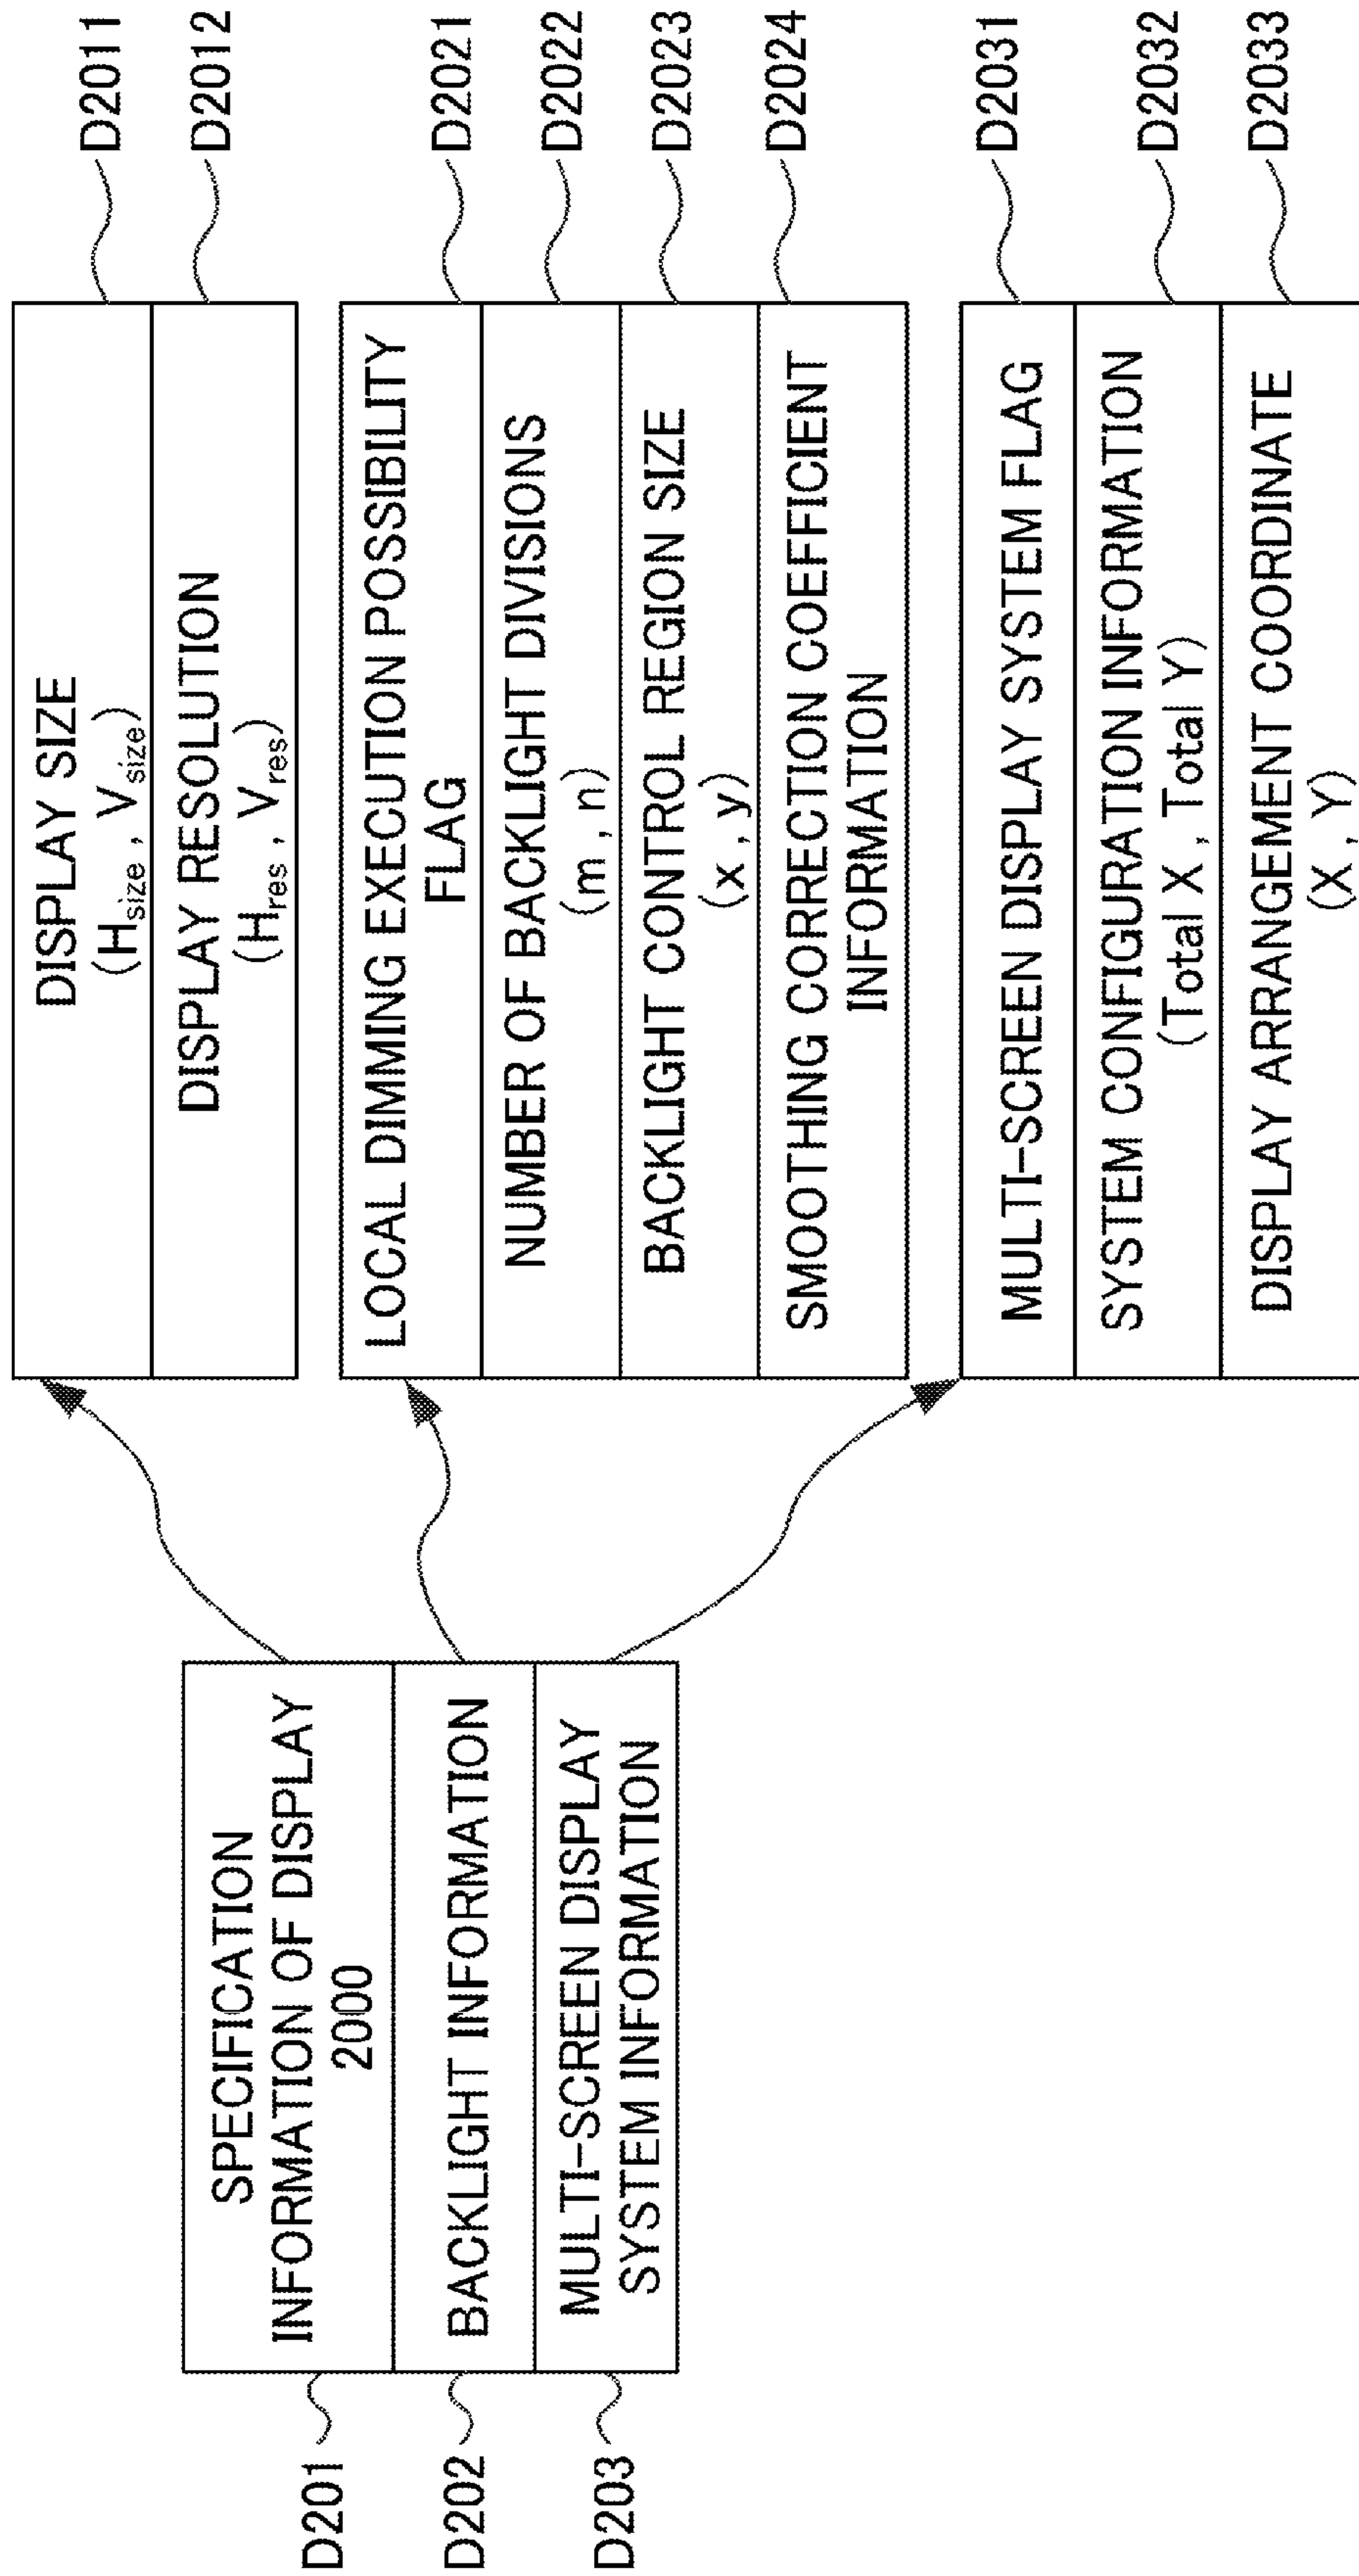 D201
SPECIFICATION
INFORMATION OF DISPLAY
2000
D202
BACKLIGHT INFORMATION
D203
MULTI-SCREEN DISPLAY
SYSTEM INFORMATION
DISPLAY SIZE
(Hsize , Vsize)
D2011
DISPLAY RESOLUTION
(Hres , Vres)
D2012
LOCAL DIMMING EXECUTION POSSIBILITY
FLAG
D2021
NUMBER OF BACKLIGHT DIVISIONS
(m , n)
D2022
BACKLIGHT CONTROL REGION SIZE
(x , y)
D2023
SMOOTHING CORRECTION COEFFICIENT
INFORMATION
D2024
MULTI-SCREEN DISPLAY SYSTEM FLAG
D2031
SYSTEM CONFIGURATION INFORMATION
(Total X , Total Y)
D2032
DISPLAY ARRANGEMENT COORDINATE
(X , Y)
D2033